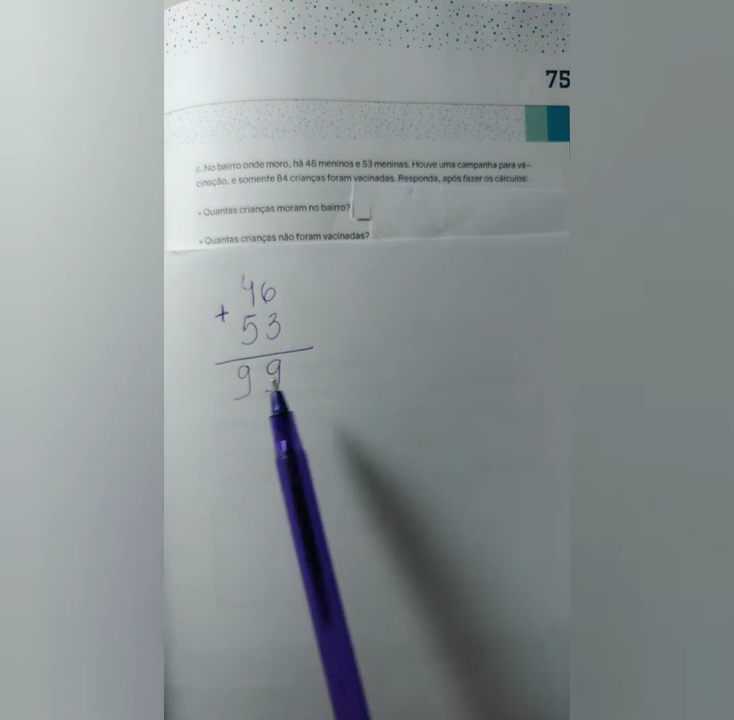 75
c. No bairro onde moro, há 46 meninos e 53 meninas. Houve uma campanha para va-
cinação, e somente 84 crianças foram vacinadas. Responda, após fazer os cálculos:
• Quantas crianças moram no bairro?
• Quantas crianças não foram vacinadas?
46
+ 53
99